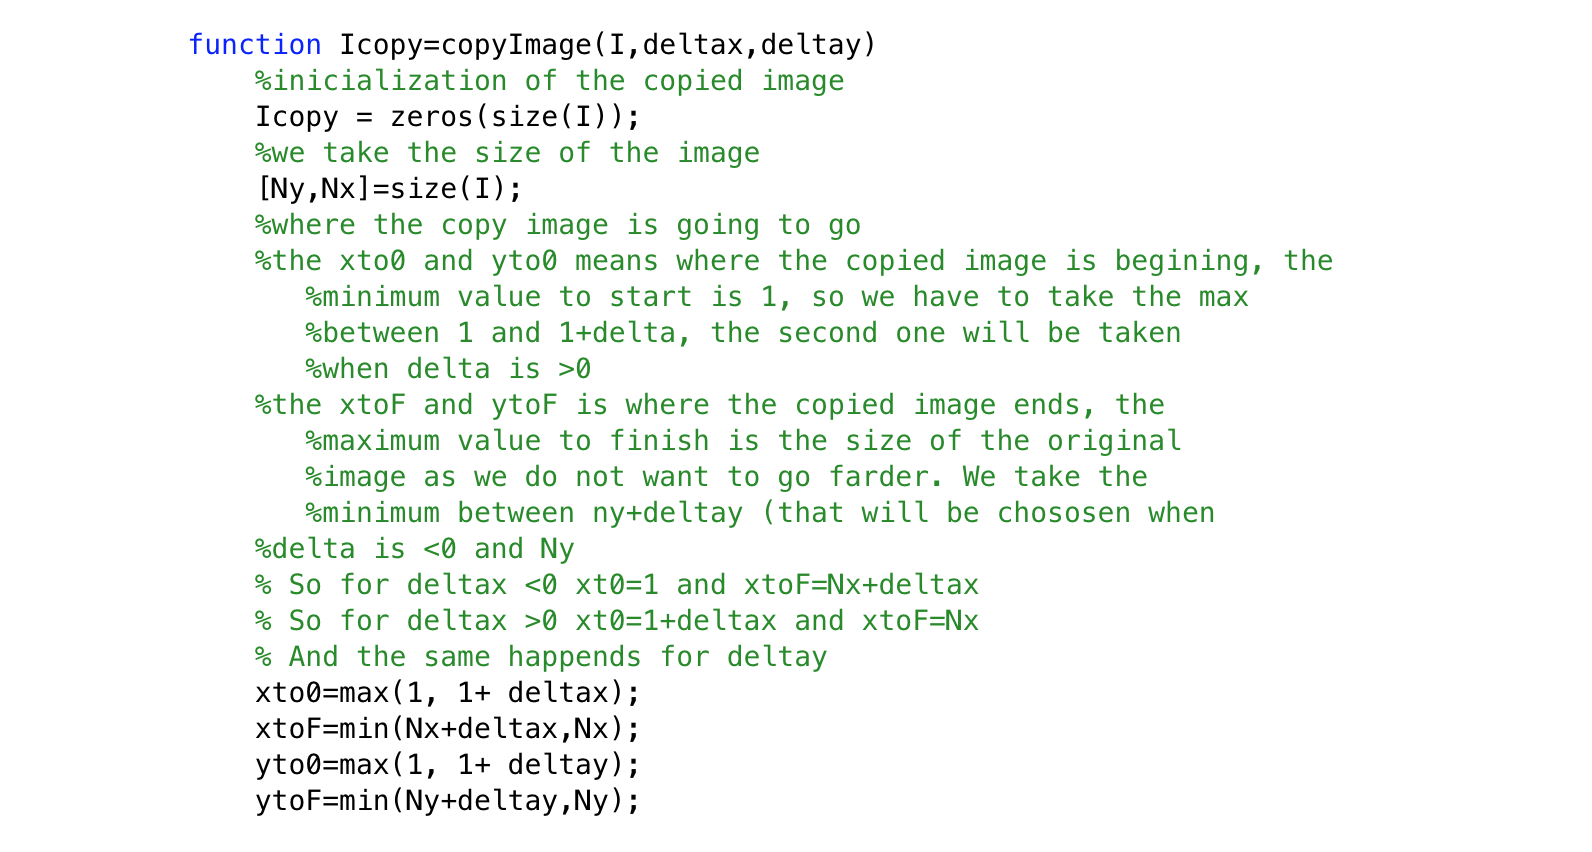 function Icopy=copyImage(I,deltax,deltay)
%inicialization of the copied image
Icopy = zeros(size(I));
%we take the size of the image
[Ny,Nx]=size(I);
%where the copy image is going to go
%the xto0 and yto0 means where the copied image is begining, the
%minimum value to start is 1, so we have to take the max
%between 1 and 1+delta, the second one will be taken
%when delta is >0
%the xtoF and ytoF is where the copied image ends, the
%maximum value to finish is the size of the original
%image as we do not want to go farder. We take the
%minimum between ny+deltay (that will be chososen when
%delta is <0 and Ny
% So for deltax <0 xt0=1 and xtoF=Nx+deltax
% So for deltax >0 xt0=1+deltax and xtoF=Nx
% And the same happends for deltay
xto0=max(1, 1+ deltax);
xtoF=min(Nx+deltax,Nx);
yto0=max(1, 1+ deltay);
ytoF=min(Ny+deltay,Ny);